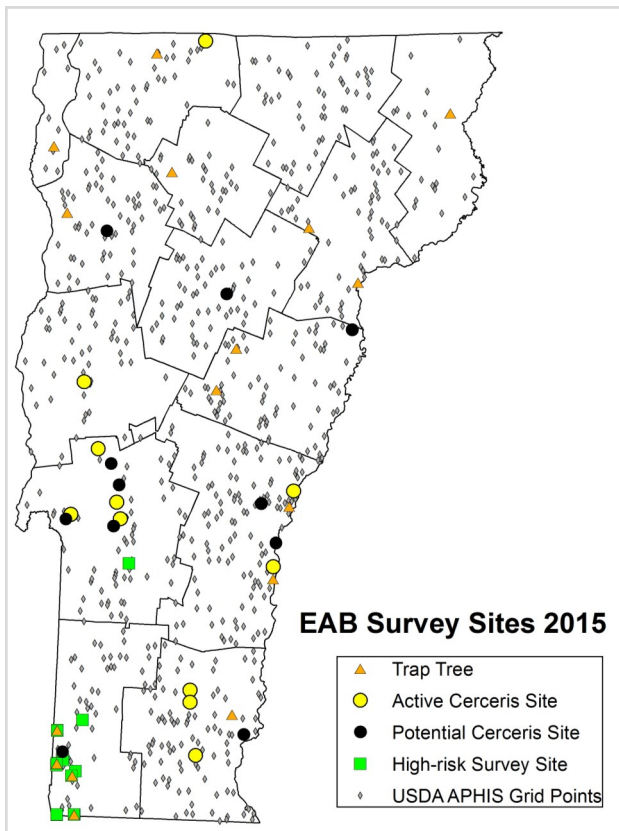 EAB Survey Sites 2015
Trap Tree
Active Cerceris Site
Potential Cerceris Site
High-risk Survey Site
USDA APHIS Grid Points